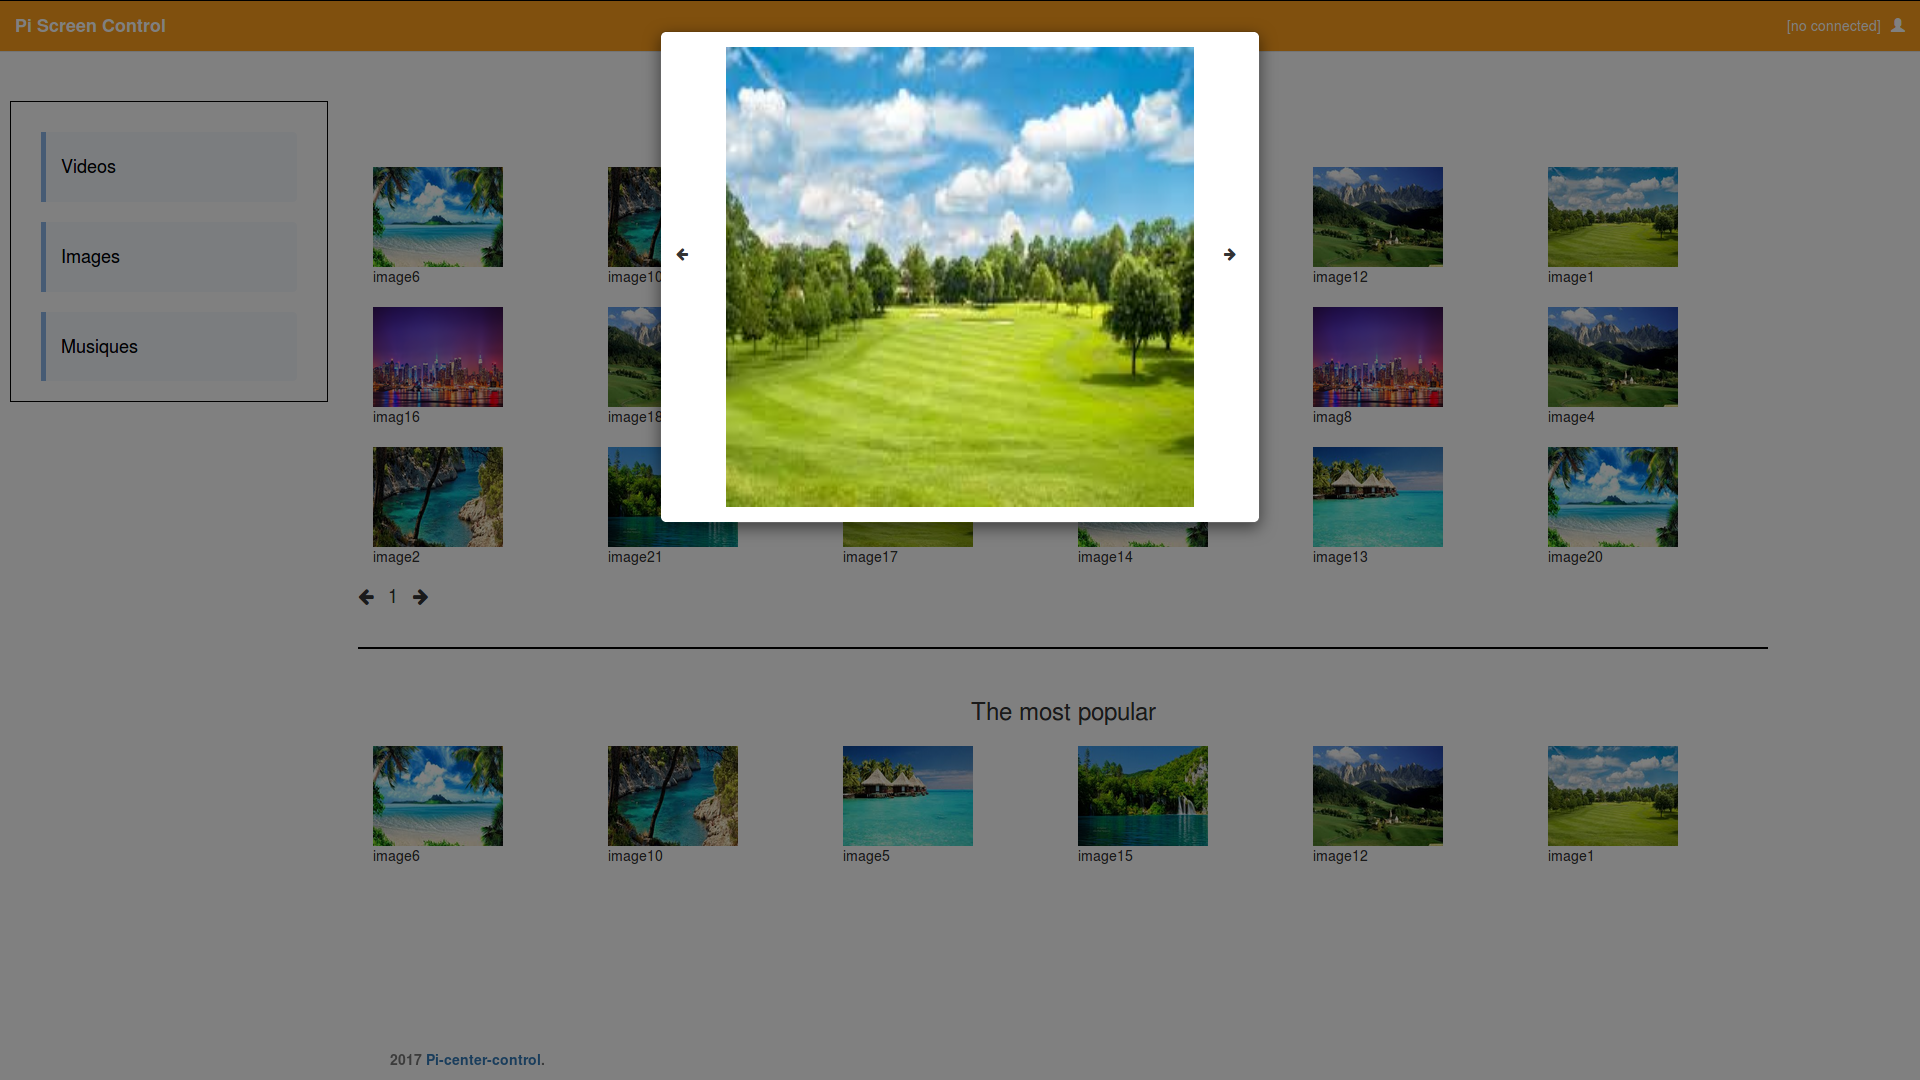 Pi Screen Control
[no connected]
Videos
Images
Musiques
image6
image10
image12
image1
imag16
image18
imag8
image4
image2
image21
image17
image14
image13
image20
1
The most popular
image6
image10
image5
image15
image12
image1
2017 Pi-center-control.